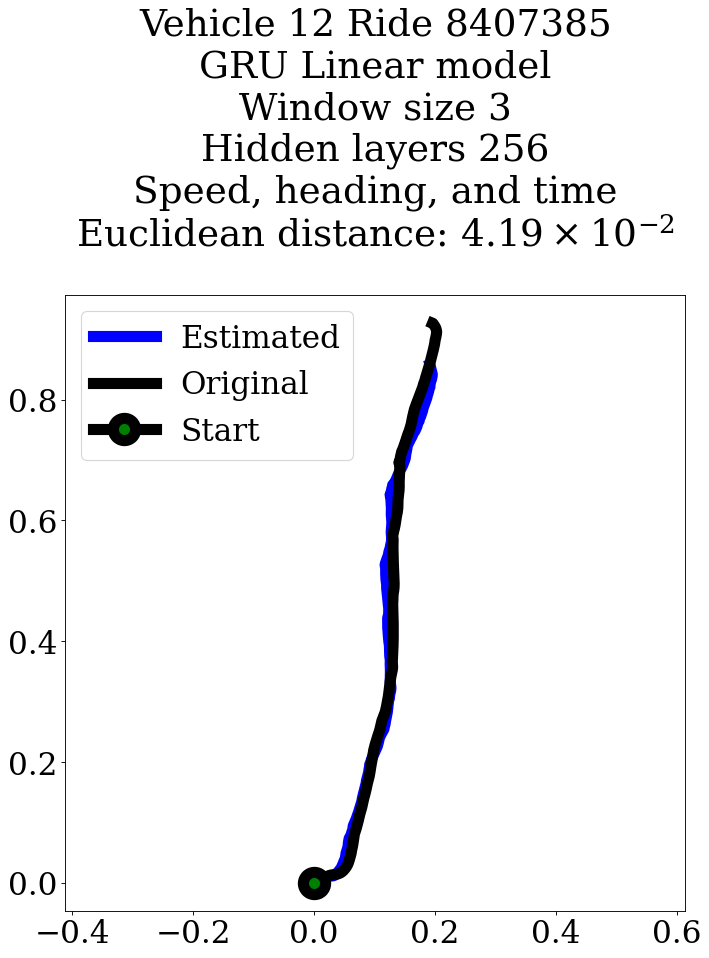 Vehicle 12 Ride 8407385
GRU Linear model
Window size 3
Hidden layers 256
Speed, heading, and time
Euclidean distance: 4.19 × 10⁻²
Estimated
Original
Start
0.8
0.6
0.4
0.2
0.0
−0.4 −0.2 0.0 0.2 0.4 0.6